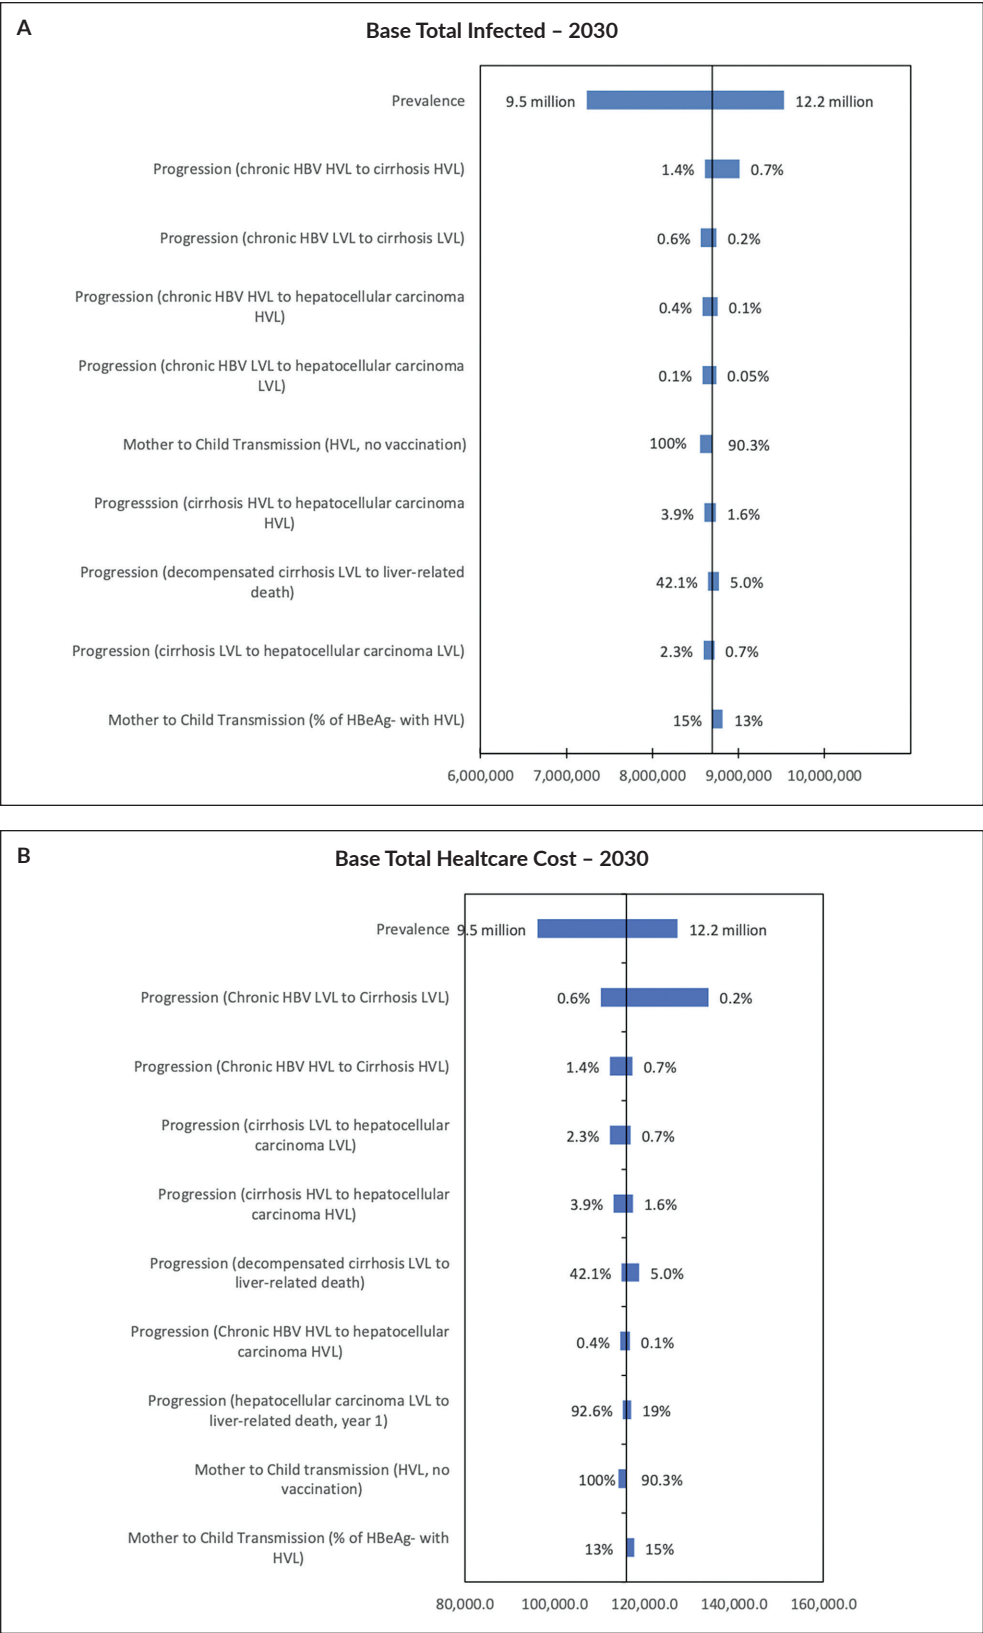 A
Base Total Infected – 2030
Prevalence
9.5 million
12.2 million
Progression (chronic HBV HVL to cirrhosis HVL)
1.4%
0.7%
Progression (chronic HBV LVL to cirrhosis LVL)
0.6%
0.2%
Progression (chronic HBV HVL to hepatocellular carcinoma
HVL)
0.4%
0.1%
Progression (chronic HBV LVL to hepatocellular carcinoma
LVL)
0.1%
0.05%
Mother to Child Transmission (HVL, no vaccination)
100%
90.3%
Progresssion (cirrhosis HVL to hepatocellular carcinoma
HVL)
3.9%
1.6%
Progression (decompensated cirrhosis LVL to liver-related
death)
42.1%
5.0%
Progression (cirrhosis LVL to hepatocellular carcinoma LVL)
2.3%
0.7%
Mother to Child Transmission (% of HBeAg- with HVL)
15%
13%
6,000,000 7,000,000 8,000,000 9,000,000 10,000,000
B
Base Total Healtcare Cost – 2030
Prevalence
9.5 million
12.2 million
Progression (Chronic HBV LVL to Cirrhosis LVL)
0.6%
0.2%
Progression (Chronic HBV HVL to Cirrhosis HVL)
1.4%
0.7%
Progression (cirrhosis LVL to hepatocellular
carcinoma LVL)
2.3%
0.7%
Progression (cirrhosis HVL to hepatocellular
carcinoma HVL)
3.9%
1.6%
Progression (decompensated cirrhosis LVL to
liver-related death)
42.1%
5.0%
Progression (Chronic HBV HVL to hepatocellular
carcinoma HVL)
0.4%
0.1%
Progression (hepatocellular carcinoma LVL to
liver-related death, year 1)
92.6%
19%
Mother to Child transmission (HVL, no
vaccination)
100%
90.3%
Mother to Child Transmission (% of HBeAg- with
HVL)
13%
15%
80,000.0 100,000.0 120,000.0 140,000.0 160,000.0